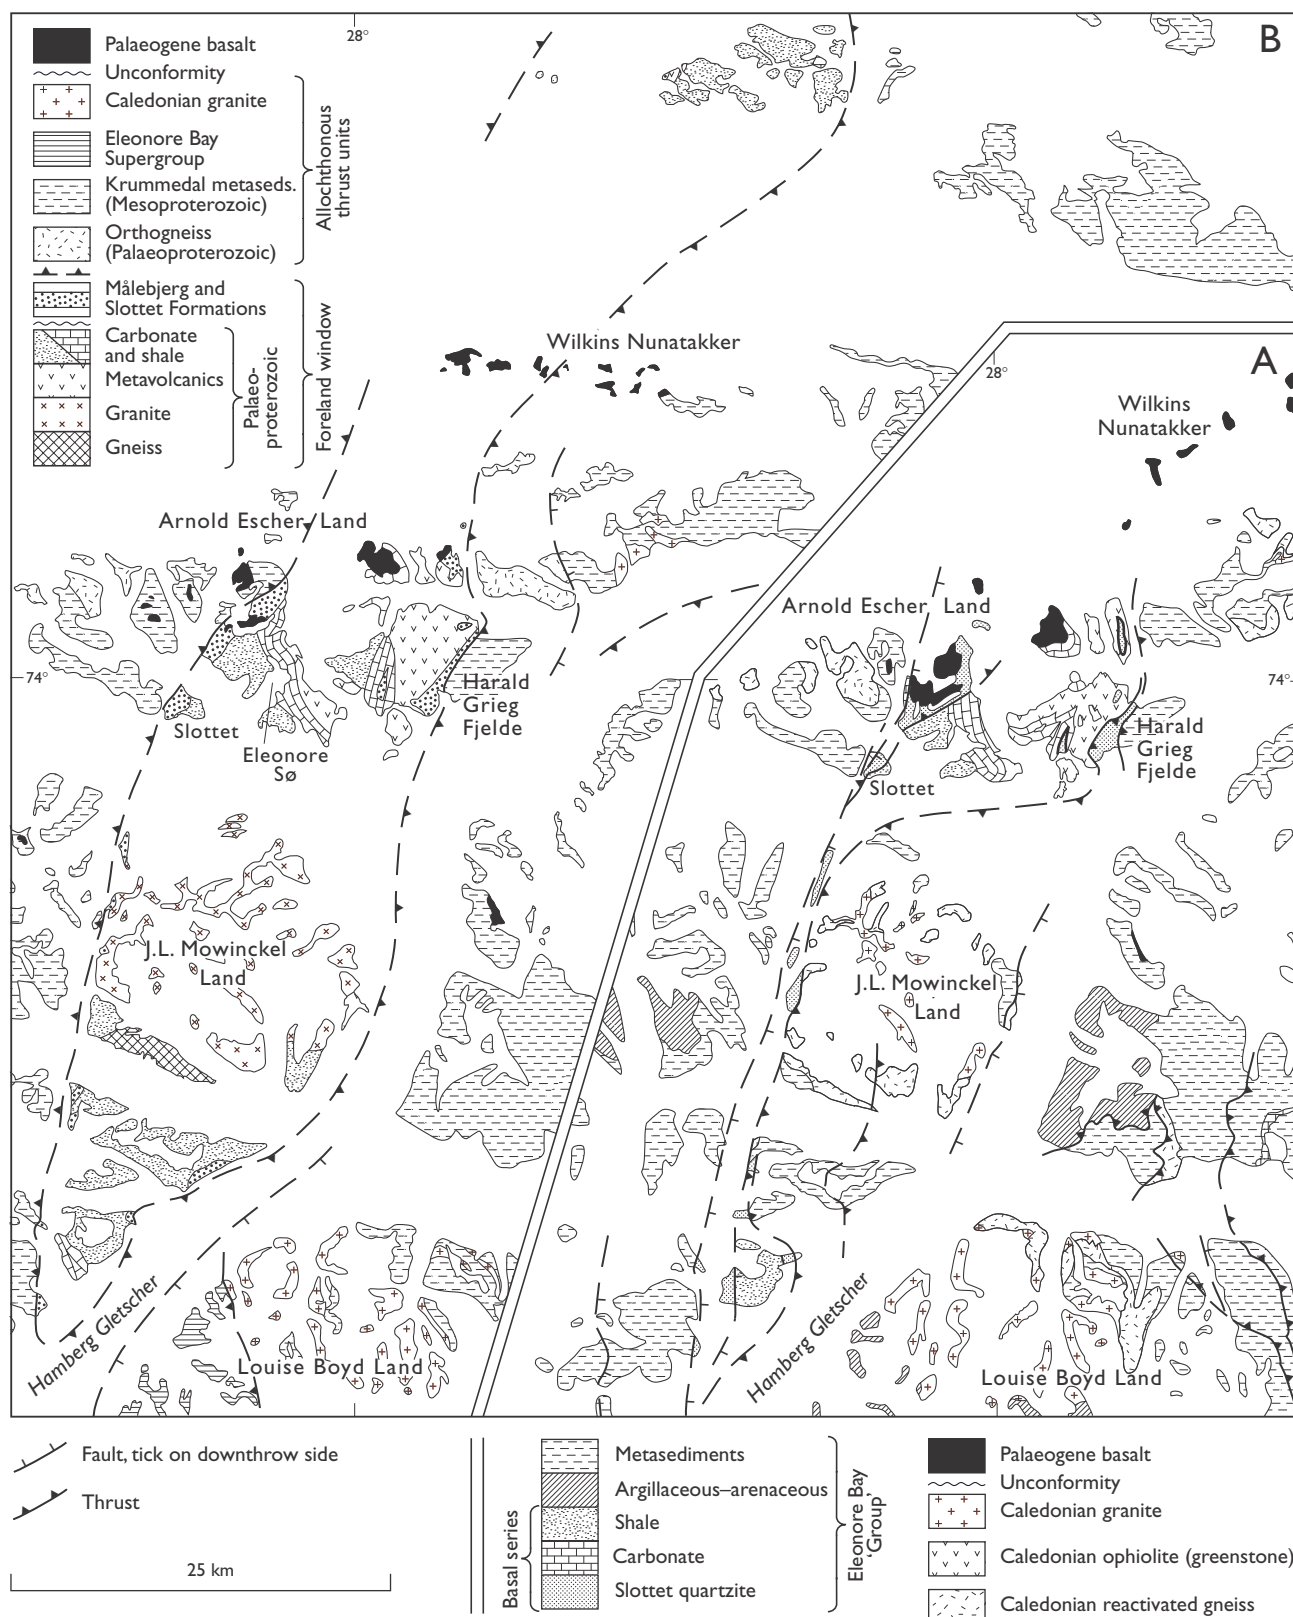 B
28°
Palaeogene basalt
Unconformity
Caledonian granite
Eleonore Bay
Supergroup
Krummedal metaseds.
(Mesoproterozoic)
Orthogneiss
(Palaeoproterozoic)
Allochthonous
thrust units
Målebjerg and
Slottet Formations
Carbonate
and shale
Metavolcanics
Granite
Gneiss
Palaeo-
proterozoic
Foreland window
Wilkins Nunatakker
Arnold Escher Land
74°
Slottet
Eleonore
Sø
Harald
Grieg
Fjelde
J.L. Mowinckel
Land
Hamberg Gletscher
Louise Boyd Land
A
28°
Wilkins
Nunatakker
Arnold Escher Land
74°
Harald
Grieg
Fjelde
Slottet
J.L. Mowinckel
Land
Hamberg Gletscher
Louise Boyd Land
Fault, tick on downthrow side
Thrust
25 km
Metasediments
Argillaceous–arenaceous
Shale
Carbonate
Slottet quartzite
Basal series
Eleonore Bay
'Group'
Palaeogene basalt
Unconformity
Caledonian granite
Caledonian ophiolite (greenstone)
Caledonian reactivated gneiss